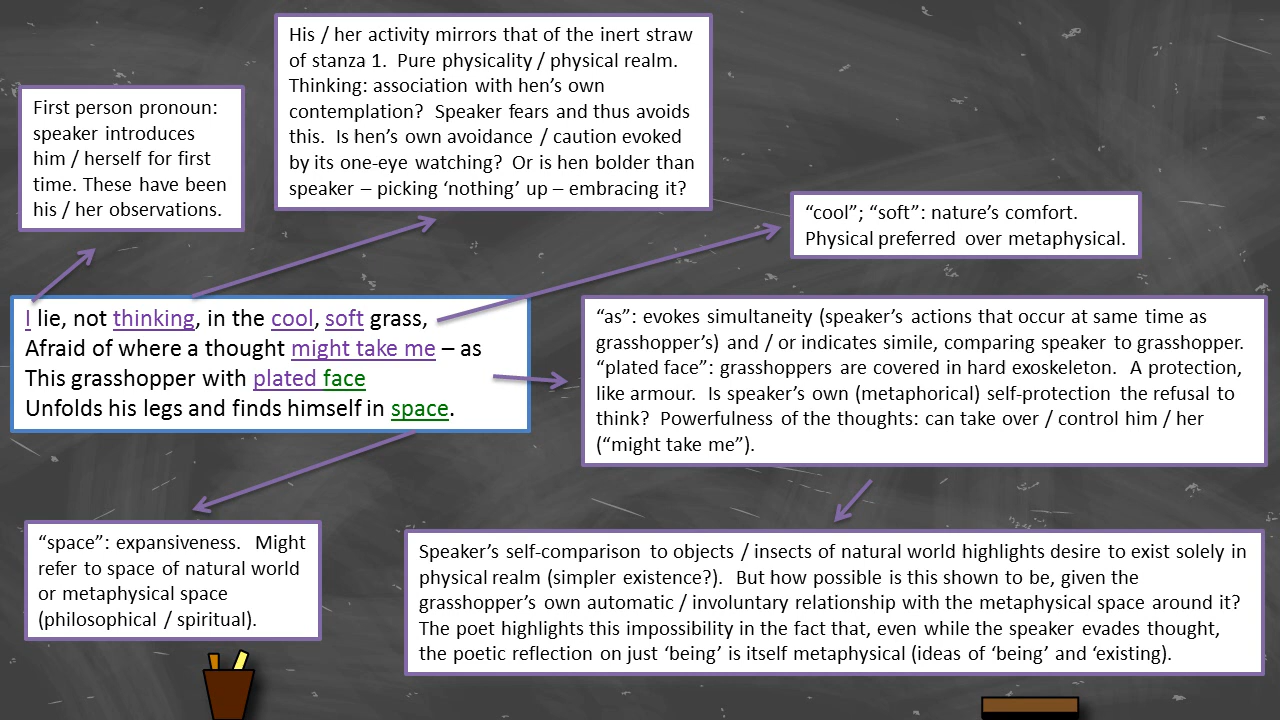 His / her activity mirrors that of the inert straw
of stanza 1.  Pure physicality / physical realm.
Thinking: association with hen's own
contemplation?  Speaker fears and thus avoids
this.  Is hen's own avoidance / caution evoked
by its one-eye watching?  Or is hen bolder than
speaker – picking 'nothing' up – embracing it?
First person pronoun:
speaker introduces
him / herself for first
time. These have been
his / her observations.
“cool”; “soft”: nature's comfort.
Physical preferred over metaphysical.
I lie, not thinking, in the cool, soft grass,
Afraid of where a thought might take me – as
This grasshopper with plated face
Unfolds his legs and finds himself in space.
“as”: evokes simultaneity (speaker's actions that occur at same time as
grasshopper's) and / or indicates simile, comparing speaker to grasshopper.
“plated face”: grasshoppers are covered in hard exoskeleton.  A protection,
like armour.  Is speaker's own (metaphorical) self-protection the refusal to
think?  Powerfulness of the thoughts: can take over / control him / her
(“might take me”).
“space”: expansiveness.  Might
refer to space of natural world
or metaphysical space
(philosophical / spiritual).
Speaker's self-comparison to objects / insects of natural world highlights desire to exist solely in
physical realm (simpler existence?).  But how possible is this shown to be, given the
grasshopper's own automatic / involuntary relationship with the metaphysical space around it?
The poet highlights this impossibility in the fact that, even while the speaker evades thought,
the poetic reflection on just 'being' is itself metaphysical (ideas of 'being' and 'existing).